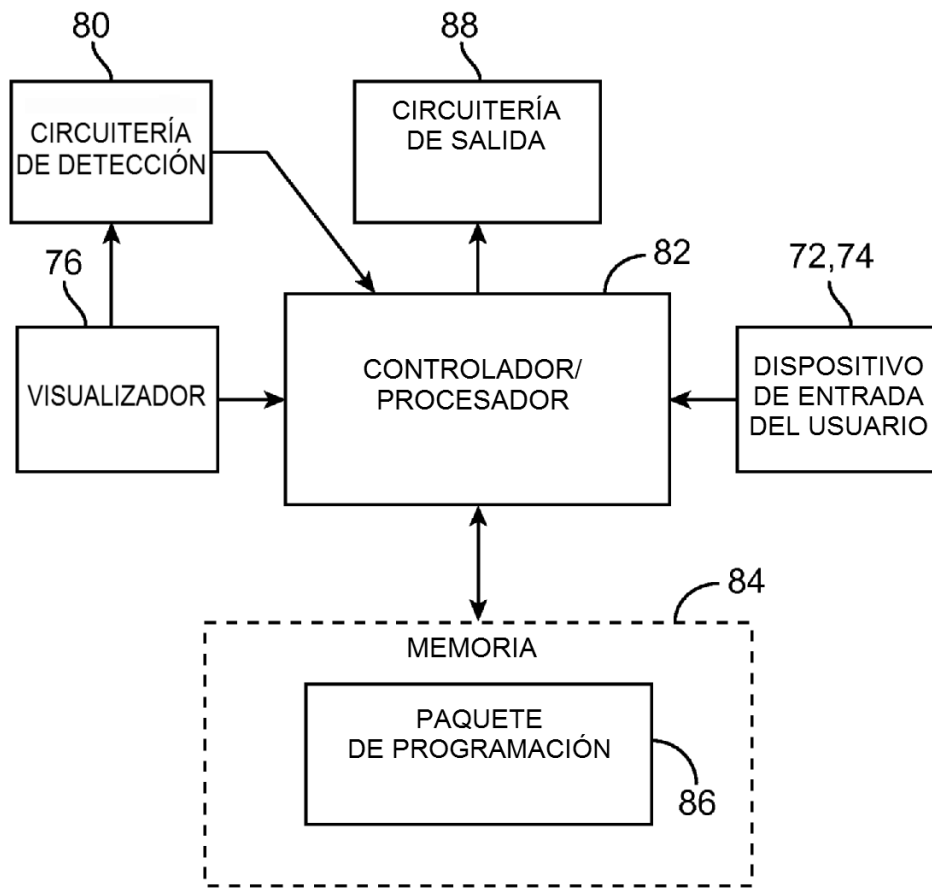 80
88
CIRCUITERÍA
DE DETECCIÓN
CIRCUITERÍA
DE SALIDA
76
82
72,74
VISUALIZADOR
CONTROLADOR/
PROCESADOR
DISPOSITIVO
DE ENTRADA
DEL USUARIO
84
MEMORIA
PAQUETE
DE PROGRAMACIÓN
86